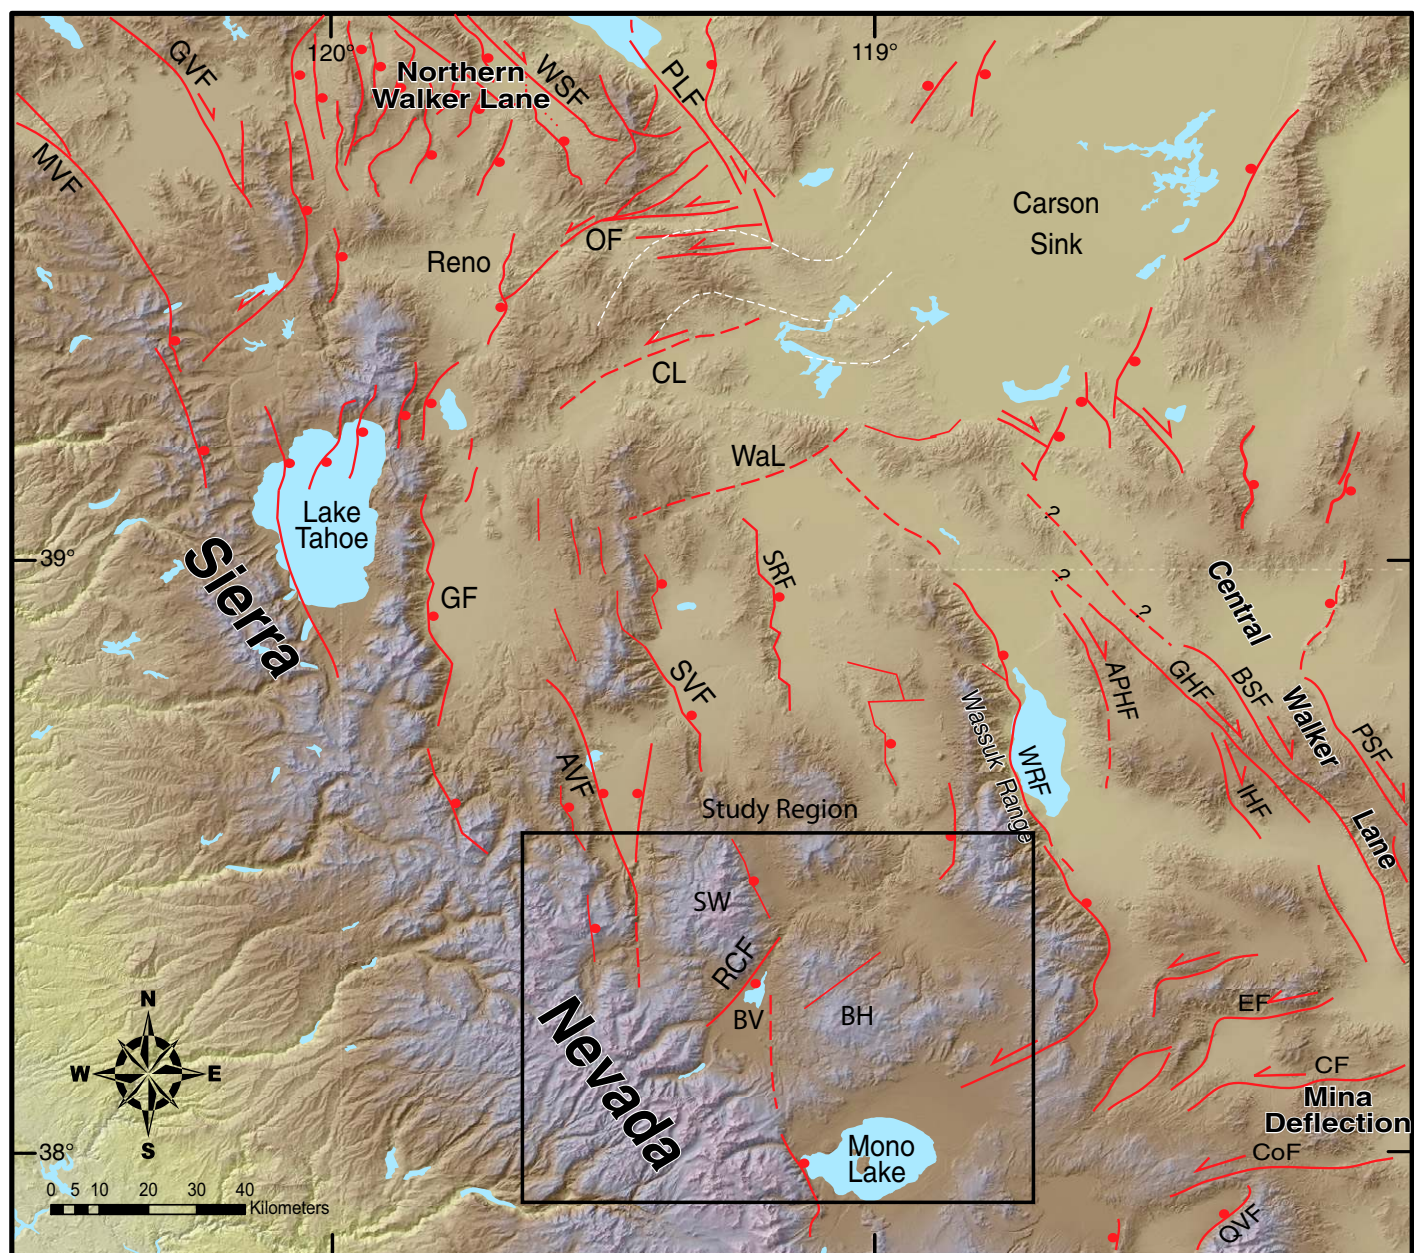 120°
119°
GVF
Northern
Walker Lane
WSF
PLF
MVF
Carson
Sink
OF
Reno
CL
WaL
Lake
Tahoe
?
39°
SRF
?
Central
Sierra
GF
?
SVF
APHF
GHF
BSF
Walker
PSF
Wassuk Range
WRF
AVF
IHF
Study Region
Lane
SW
RCF
BV
BH
N
W
E
S
EF
Nevada
CF
Mina
Deflection
38°
Mono
Lake
CoF
0 5 10 20 30 40
Kilometers
QVF